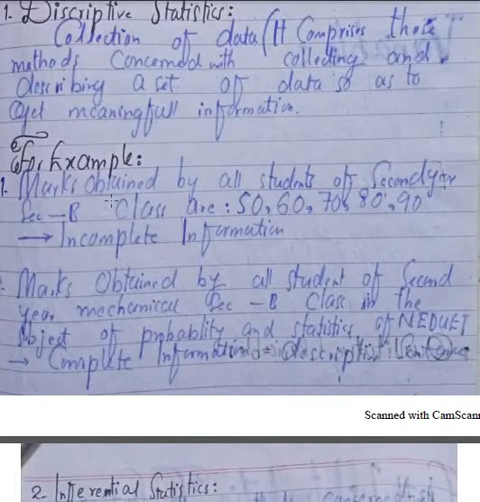 1. Discriptive Statistics:
Collection of data (It Comprises those
methods Concerned with collecting and
describing a set of data so as to
get meaningfull information.
For Example:
1. Marks Obtained by all students of Secondyear
Sec-B Class are: 50, 60, 70, 80, 90
→ Incomplete Information
Marks Obtained by all student of Second
year mechanical Sec-B Class in the
Subject of probablity and statistics of NEDUET
→ Complete Information
Scanned with CamScann
2- Inferential Statistics: